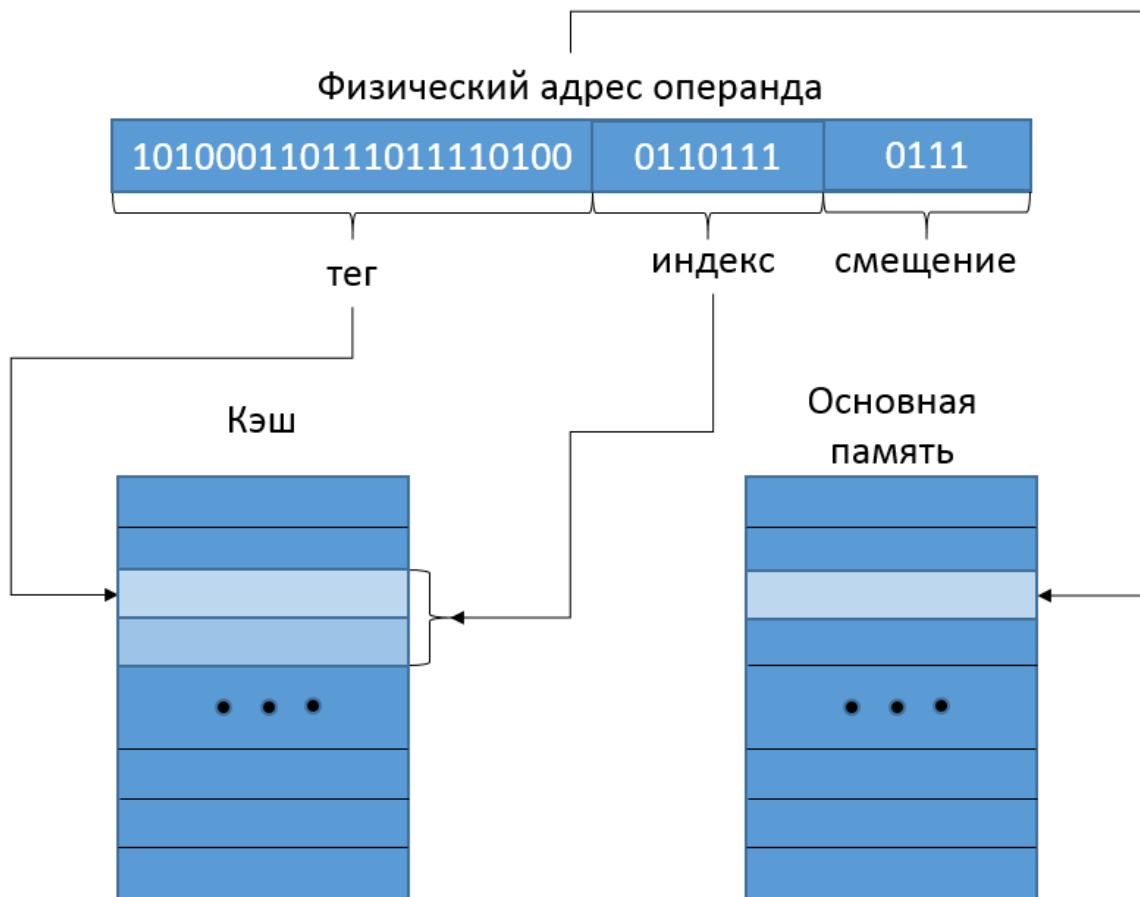 Физический адрес операнда
101000110111011110100 0110111 0111
тег индекс смещение
Кэш
Основная
память